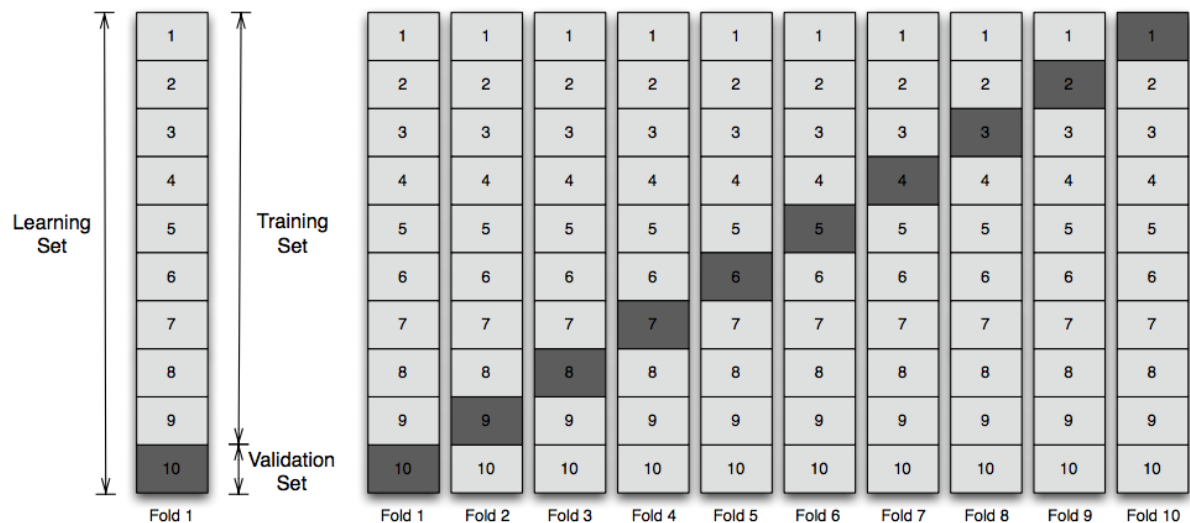 1 1 1 1 1 1 1 1 1 1 1
2 2 2 2 2 2 2 2 2 2 2
3 3 3 3 3 3 3 3 3 3 3
4 4 4 4 4 4 4 4 4 4 4
Learning
Set
Training
Set
5 5 5 5 5 5 5 5 5 5 5
6 6 6 6 6 6 6 6 6 6 6
7 7 7 7 7 7 7 7 7 7 7
8 8 8 8 8 8 8 8 8 8 8
9 9 9 9 9 9 9 9 9 9 9
Validation
Set
10 10 10 10 10 10 10 10 10 10 10
Fold 1 Fold 1 Fold 2 Fold 3 Fold 4 Fold 5 Fold 6 Fold 7 Fold 8 Fold 9 Fold 10